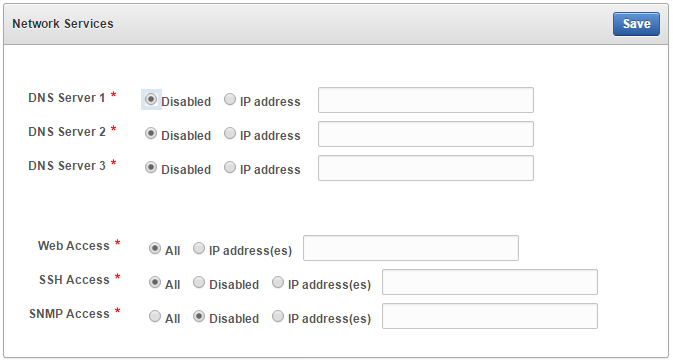 Network Services Save
DNS Server 1 * Disabled IP address
DNS Server 2 * Disabled IP address
DNS Server 3 * Disabled IP address
Web Access * All IP address(es)
SSH Access * All Disabled IP address(es)
SNMP Access * All Disabled IP address(es)